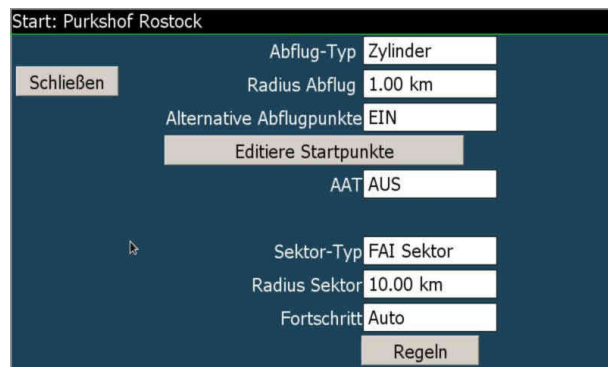 Start: Purkshof Rostock
Abflug-Typ Zylinder
Schließen
Radius Abflug 1.00 km
Alternative Abflugpunkte EIN
Editiere Startpunkte
AAT AUS
Sektor-Typ FAI Sektor
Radius Sektor 10.00 km
Fortschritt Auto
Regeln